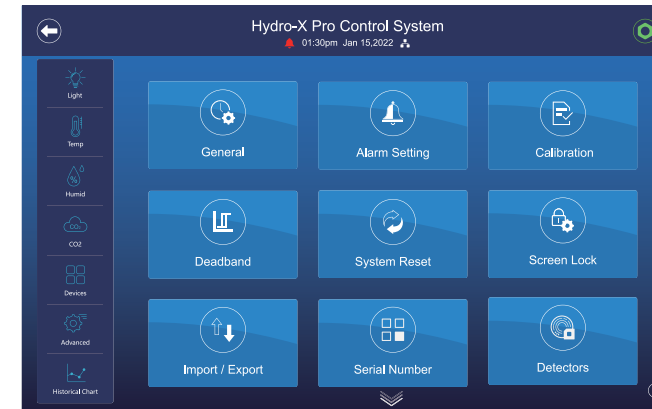 Hydro-X Pro Control System
01:30pm Jan 15,2022
Light
Temp
%
Humid
CO₂
CO2
Devices
Advanced
Historical Chart
General
Alarm Setting
Calibration
Deadband
System Reset
Screen Lock
Import / Export
Serial Number
Detectors